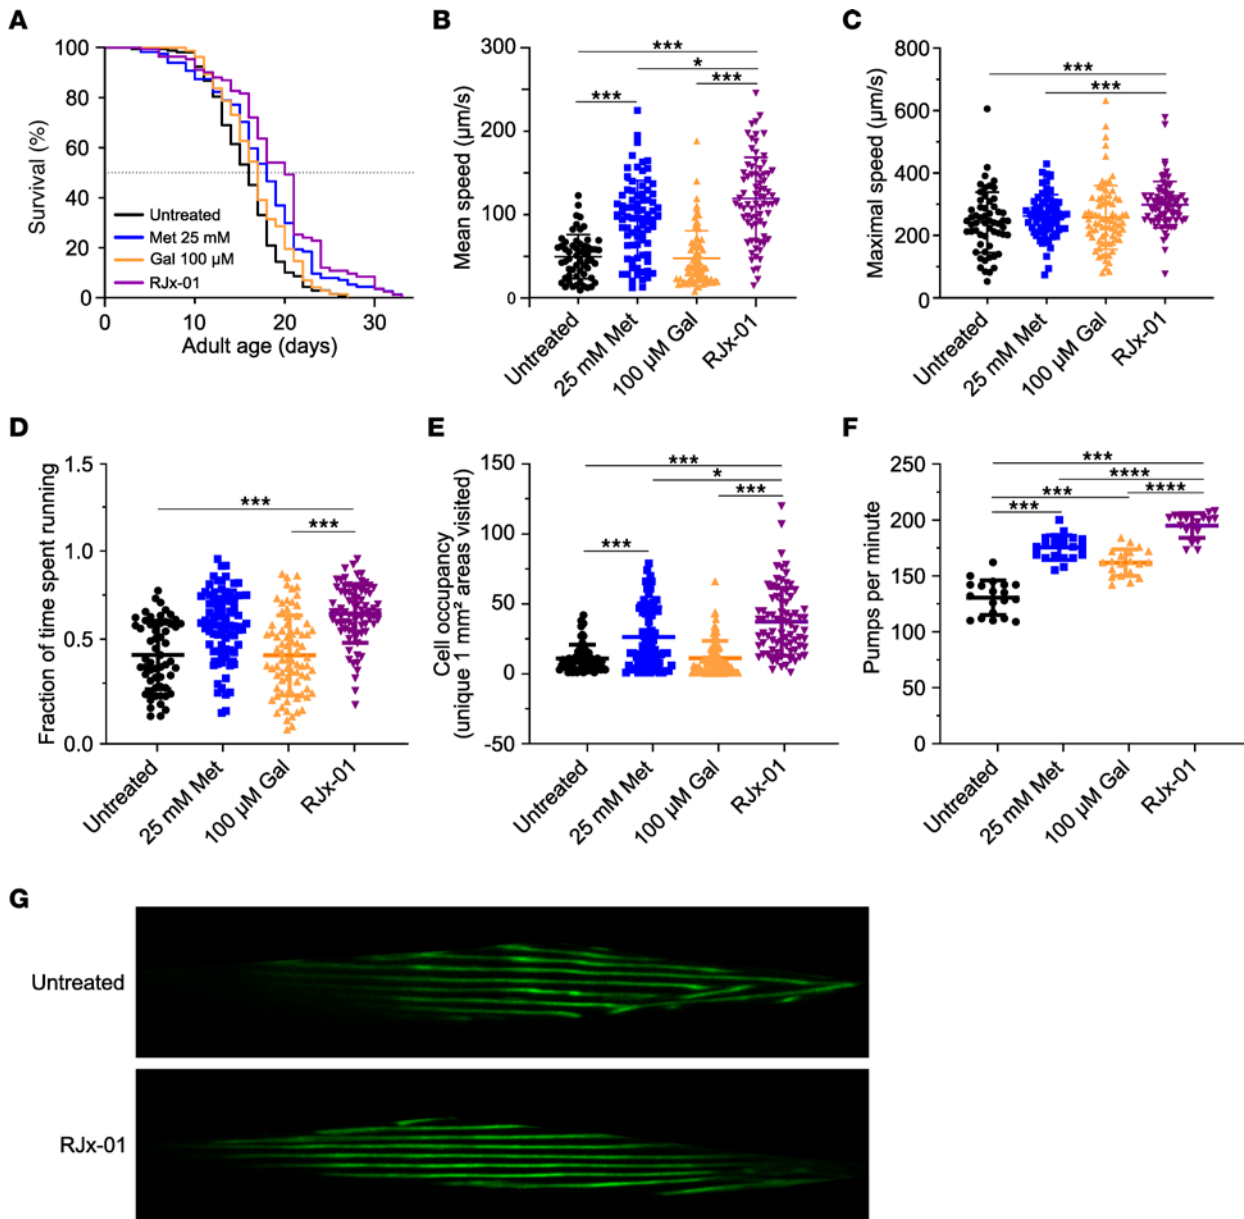 A
100
80
60
40
20
0
Survival (%)
Untreated
Met 25 mM
Gal 100 µM
RJx-01
0 10 20 30
Adult age (days)
B
300
200
100
0
Mean speed (µm/s)
***
*
***
***
Untreated
25 mM Met
100 µM Gal
RJx-01
C
800
600
400
200
0
Maximal speed (µm/s)
***
***
Untreated
25 mM Met
100 µM Gal
RJx-01
D
1.5
1.0
0.5
0.0
Fraction of time spent running
***
***
Untreated
25 mM Met
100 µM Gal
RJx-01
E
150
100
50
25
0
-50
Cell occupancy
(unique 1 mm² areas visited)
***
*
***
***
Untreated
25 mM Met
100 µM Gal
RJx-01
F
250
200
150
100
50
0
Pumps per minute
***
****
***
****
***
Untreated
25 mM Met
100 µM Gal
RJx-01
G
Untreated
RJx-01